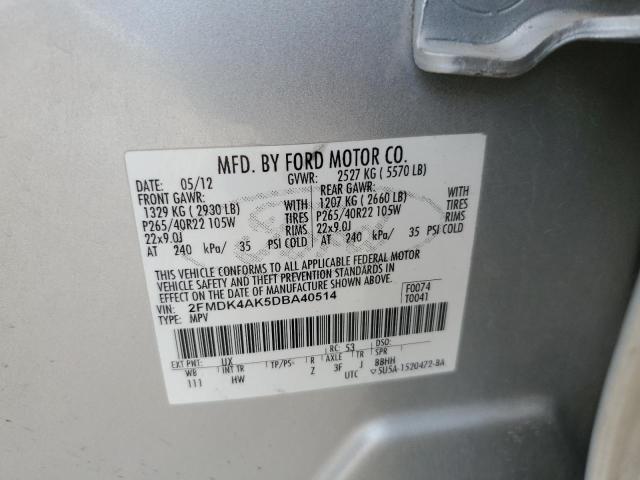 MFD. BY FORD MOTOR CO.
DATE: 05/12 GVWR: 2527 KG ( 5570 LB)
FRONT GAWR: REAR GAWR:
1329 KG ( 2930 LB) WITH 1207 KG ( 2660 LB) WITH
P265/40R22 105W TIRES P265/40R22 105W TIRES
22x9.0J RIMS 22x9.0J RIMS
AT 240 kPa/ 35 PSI COLD AT 240 kPa/ 35 PSI COLD
THIS VEHICLE CONFORMS TO ALL APPLICABLE FEDERAL MOTOR
VEHICLE SAFETY AND THEFT PREVENTION STANDARDS IN
EFFECT ON THE DATE OF MANUFACTURE SHOWN ABOVE.
VIN: 2FMDK4AK5DBA40514 F0074
TYPE: MPV T0041
EXT PNT: UX RC: 53 DSO:
WB INT TR TP/PS R AXLE TR SPR
111 HW Z 3F J BBHH
UTC 5U5A-1520472-BA